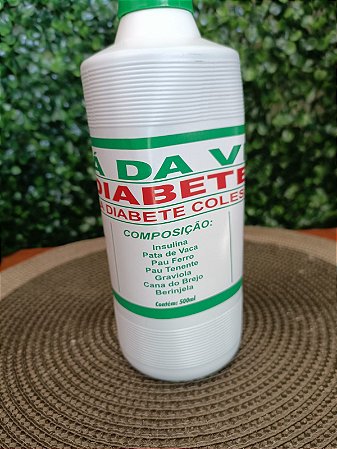 Á DA V
DIABETE
DIABETE COLES
COMPOSIÇÃO:
Insulina
Pata de Vaca
Pau Ferro
Pau Tenente
Graviola
Cana do Brejo
Berinjela
Contém: 500ml